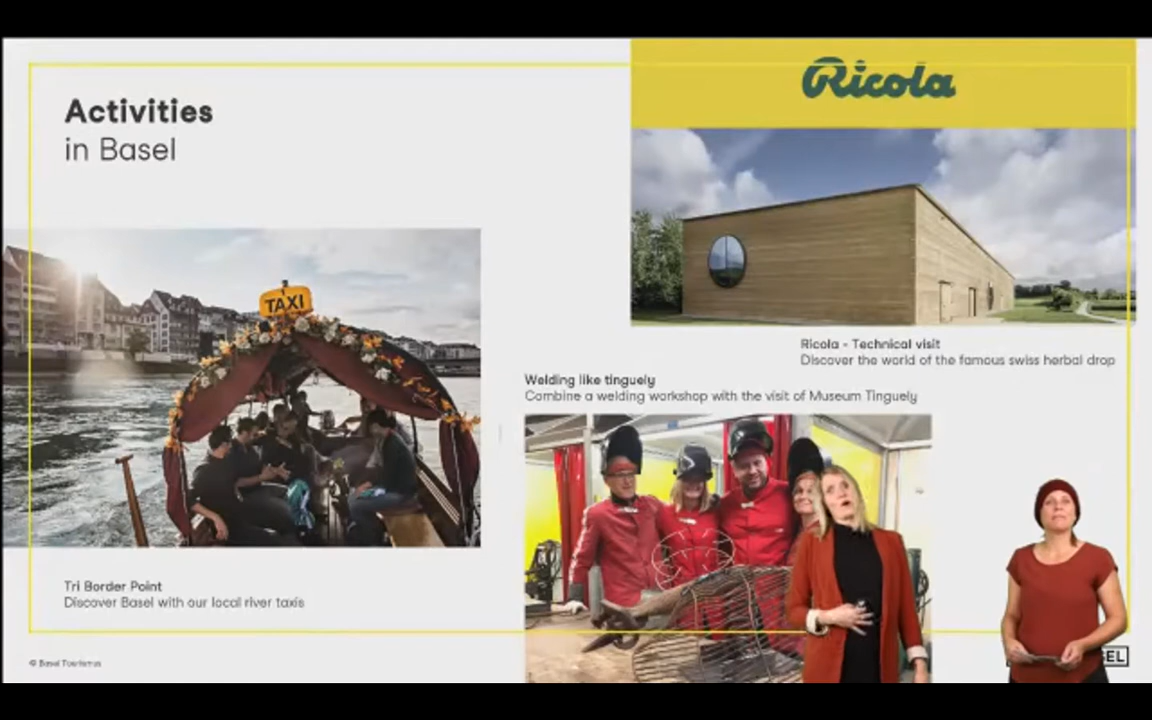 Activities
in Basel
Ricola
TAXI
Ricola - Technical visit
Discover the world of the famous swiss herbal drop
Welding like tinguely
Combine a welding workshop with the visit of Museum Tinguely
Tri Border Point
Discover Basel with our local river taxis
© Basel Tourismus
EL